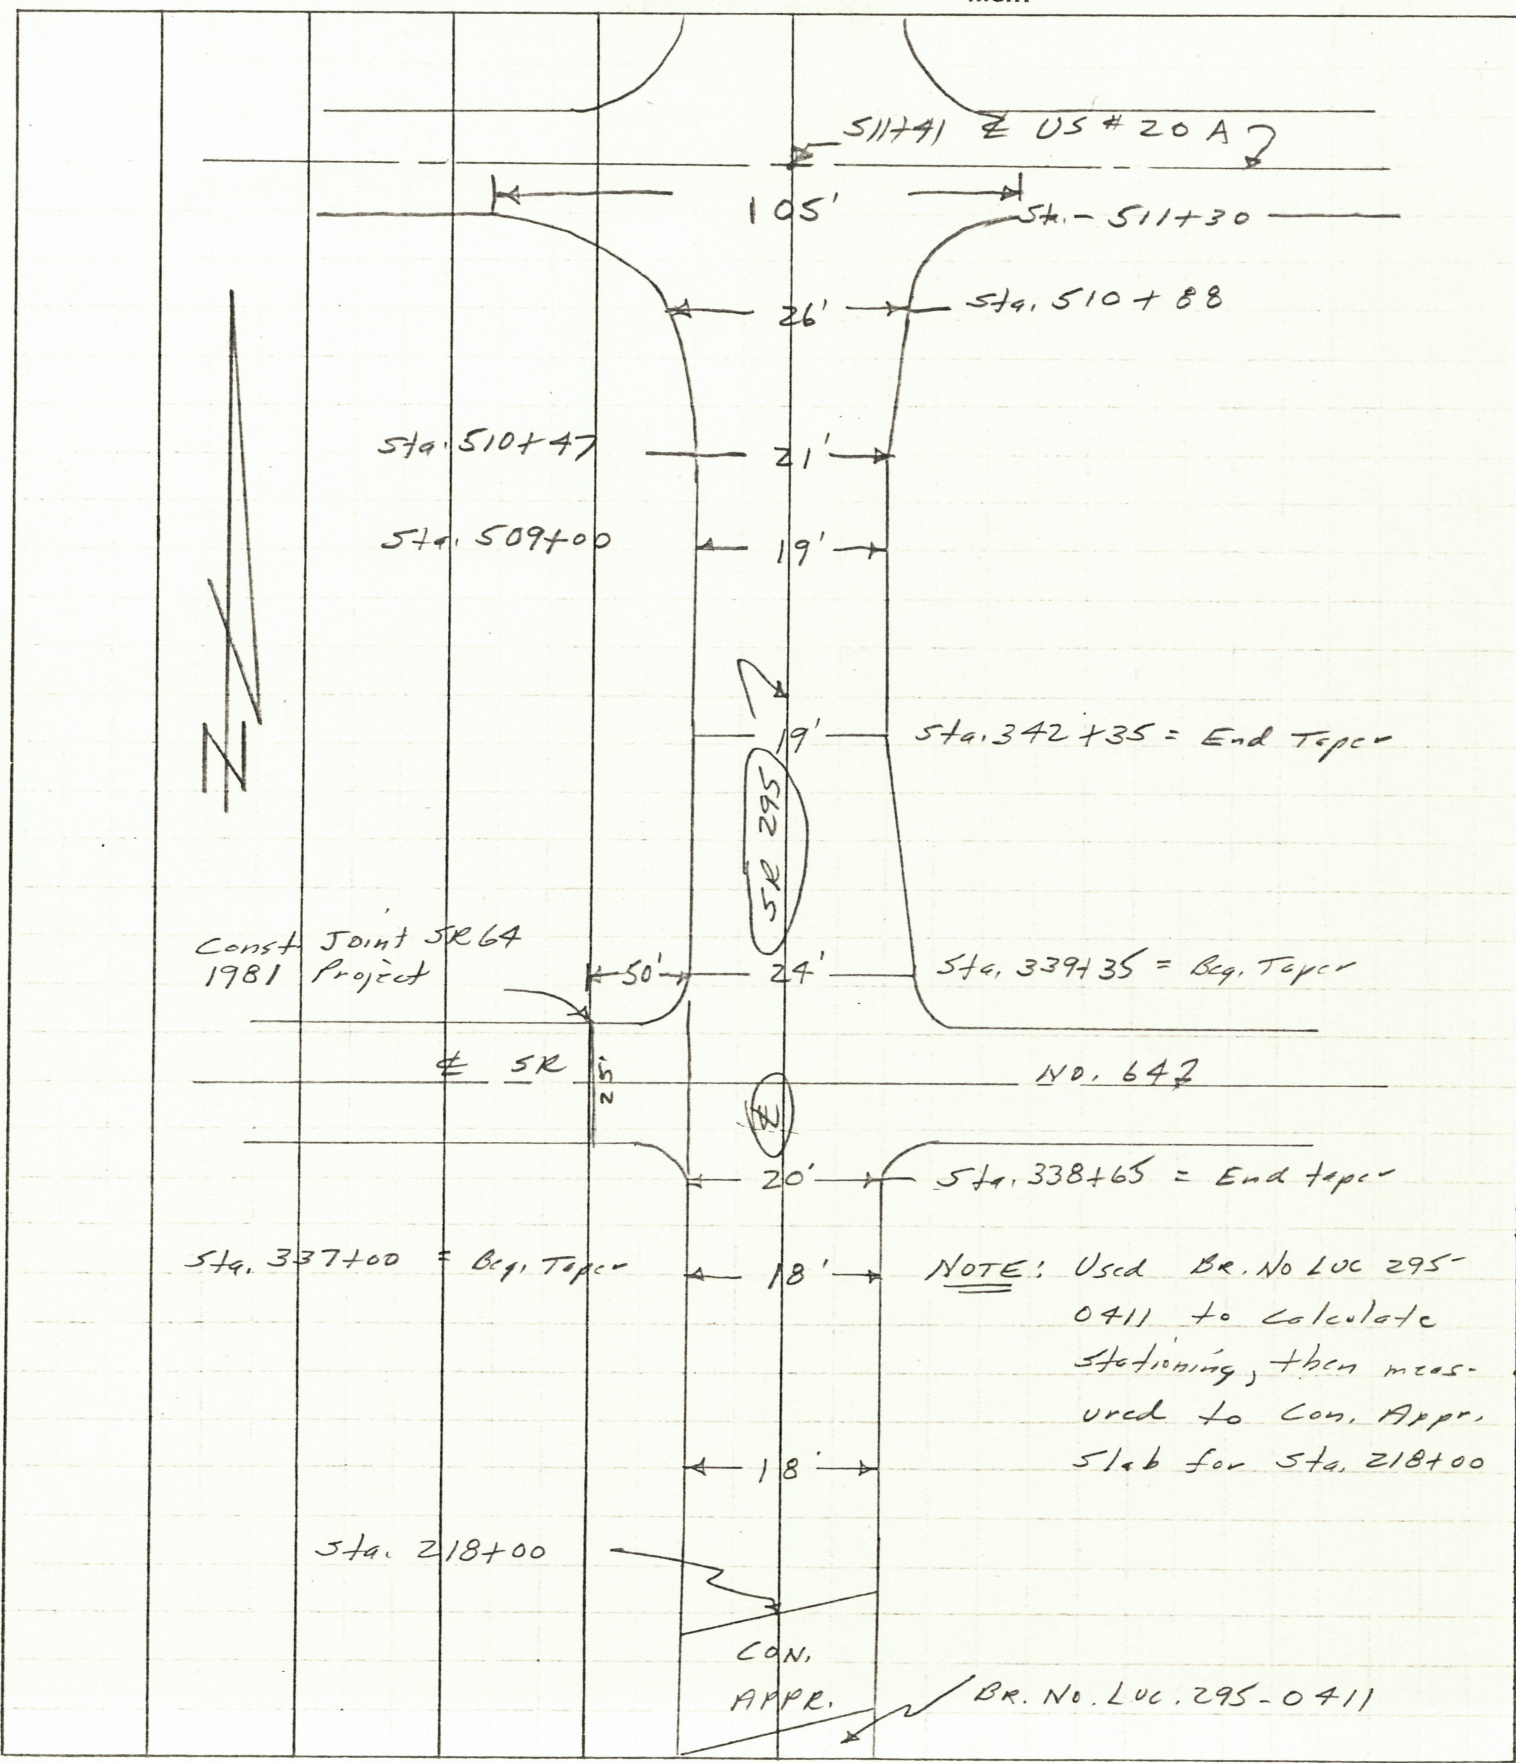 511+41 ℄ US # 20 A
105'
Sta. - 511+30
26'
Sta. 510 + 88
Sta. 510+47
21'
Sta. 509+00
19'
19'
Sta. 342 +35 = End Taper
SR 295
N
Const Joint SR 64
1981 Project
50'
24'
Sta. 339+35 = Beg. Taper
℄ SR
25'
No. 64
℄
20'
Sta. 338+65 = End taper
Sta. 337+00 = Beg. Taper
18'
NOTE: Used BR. No LUC 295-
0411 to Calculate
Stationing, then meas-
ured to Con. Appr.
Slab for Sta. 218+00
18'
Sta. 218+00
CON.
APPR.
BR. NO. LUC. 295-0411